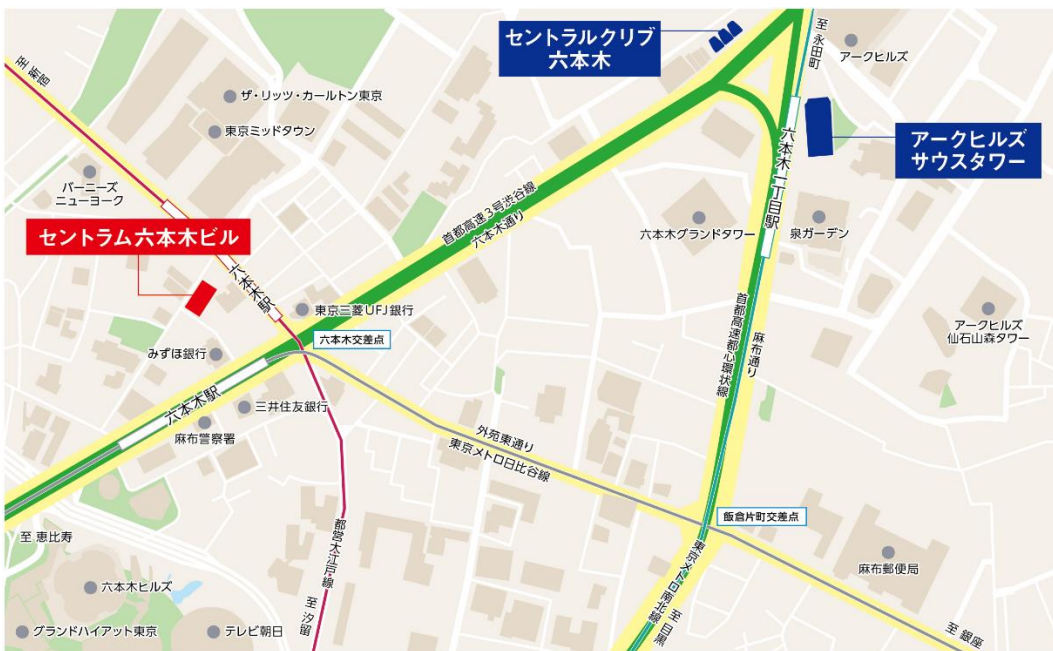 セントラルクリブ
六本木
至 永田町
アークヒルズ
至 新宿
ザ・リッツ・カールトン東京
東京ミッドタウン
アークヒルズ
サウスタワー
六本木一丁目駅
バーニーズ
ニューヨーク
首都高速3号渋谷線
六本木通り
六本木グランドタワー
泉ガーデン
セントラム六本木ビル
六本木駅
東京三菱UFJ銀行
六本木交差点
アークヒルズ
仙石山森タワー
みずほ銀行
首都高速都心環状線
麻布通り
六本木駅
三井住友銀行
麻布警察署
外苑東通り
東京メトロ日比谷線
飯倉片町交差点
至 恵比寿
都営大江戸線
至 汐留
東京メトロ南北線
至 目黒
麻布郵便局
六本木ヒルズ
グランドハイアット東京
テレビ朝日
至 銀座